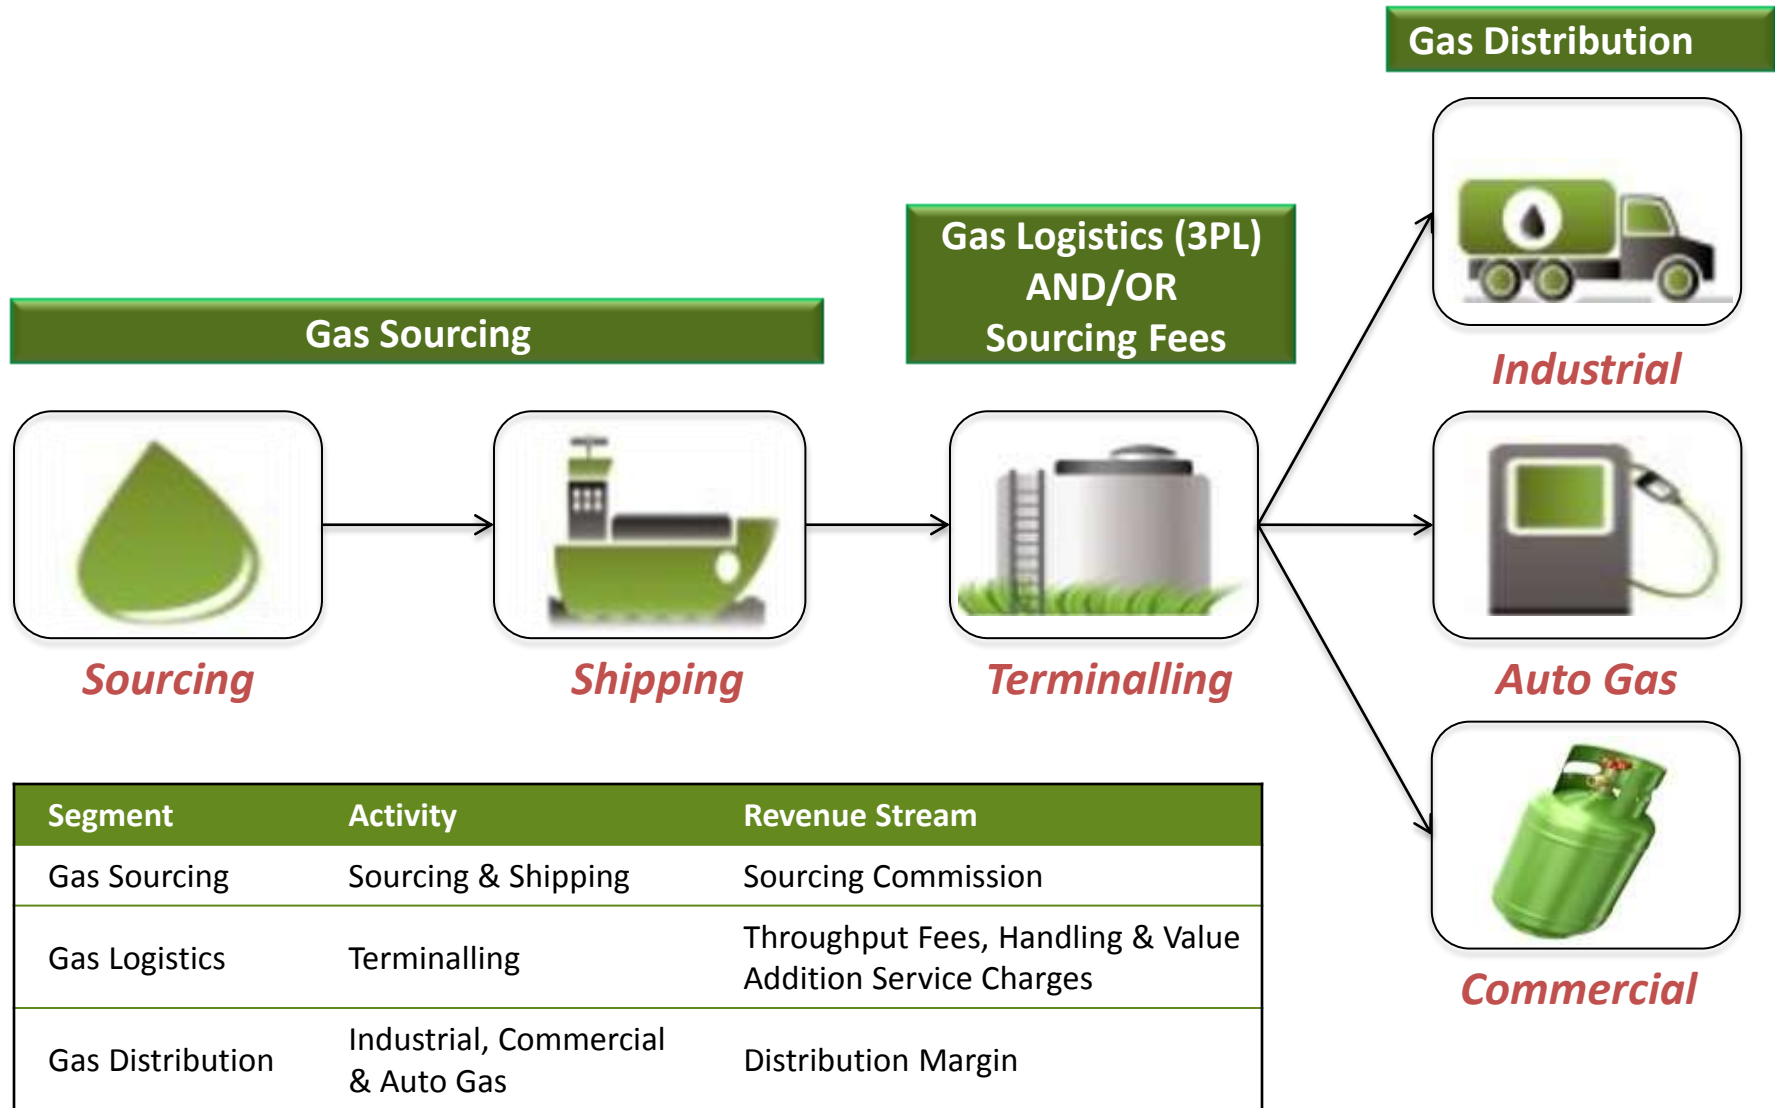 Gas Distribution
Gas Logistics (3PL)
AND/OR
Sourcing Fees
Gas Sourcing
Industrial
Sourcing
Shipping
Terminalling
Auto Gas
Commercial
Segment Activity Revenue Stream
Gas Sourcing Sourcing & Shipping Sourcing Commission
Gas Logistics Terminalling Throughput Fees, Handling & Value
Addition Service Charges
Gas Distribution Industrial, Commercial
& Auto Gas Distribution Margin